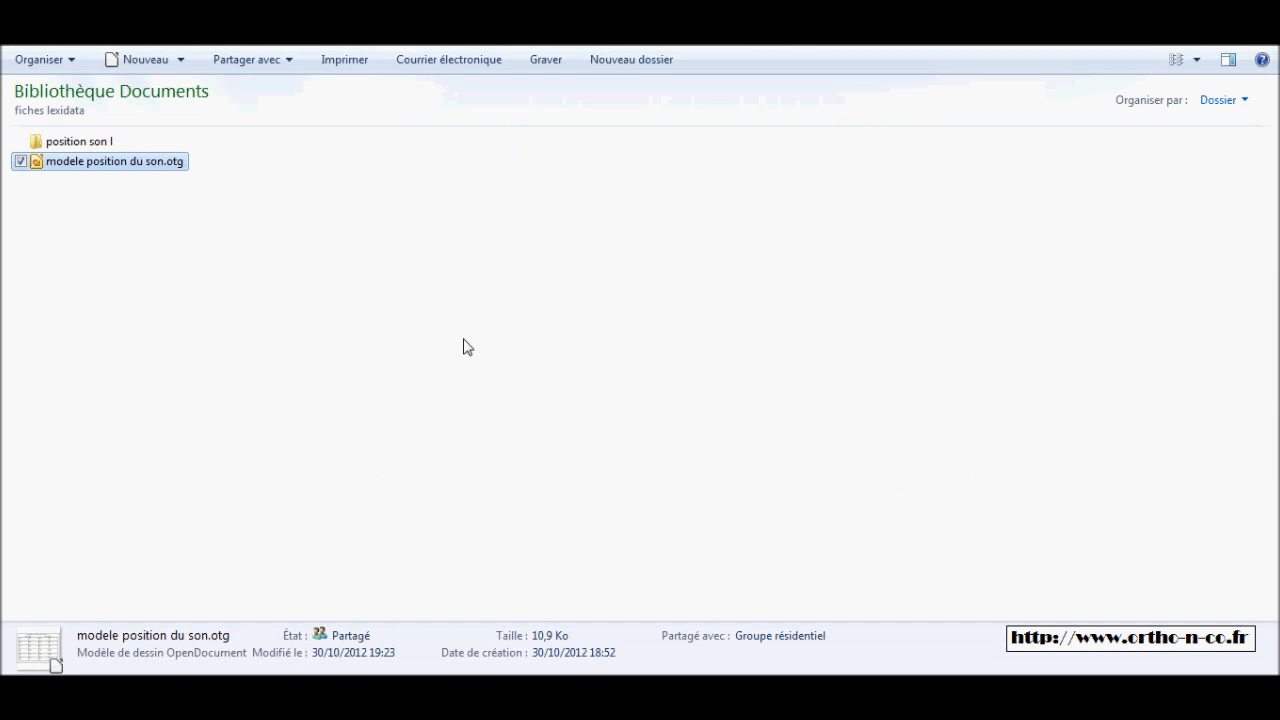 Organiser Nouveau Partager avec Imprimer Courrier électronique Graver Nouveau dossier
Bibliothèque Documents
fiches lexidata
Organiser par : Dossier
position son l
modele position du son.otg
modele position du son.otg État : Partagé Taille : 10,9 Ko Partagé avec : Groupe résidentiel
Modèle de dessin OpenDocument Modifié le : 30/10/2012 19:23 Date de création : 30/10/2012 18:52
http://www.ortho-n-co.fr